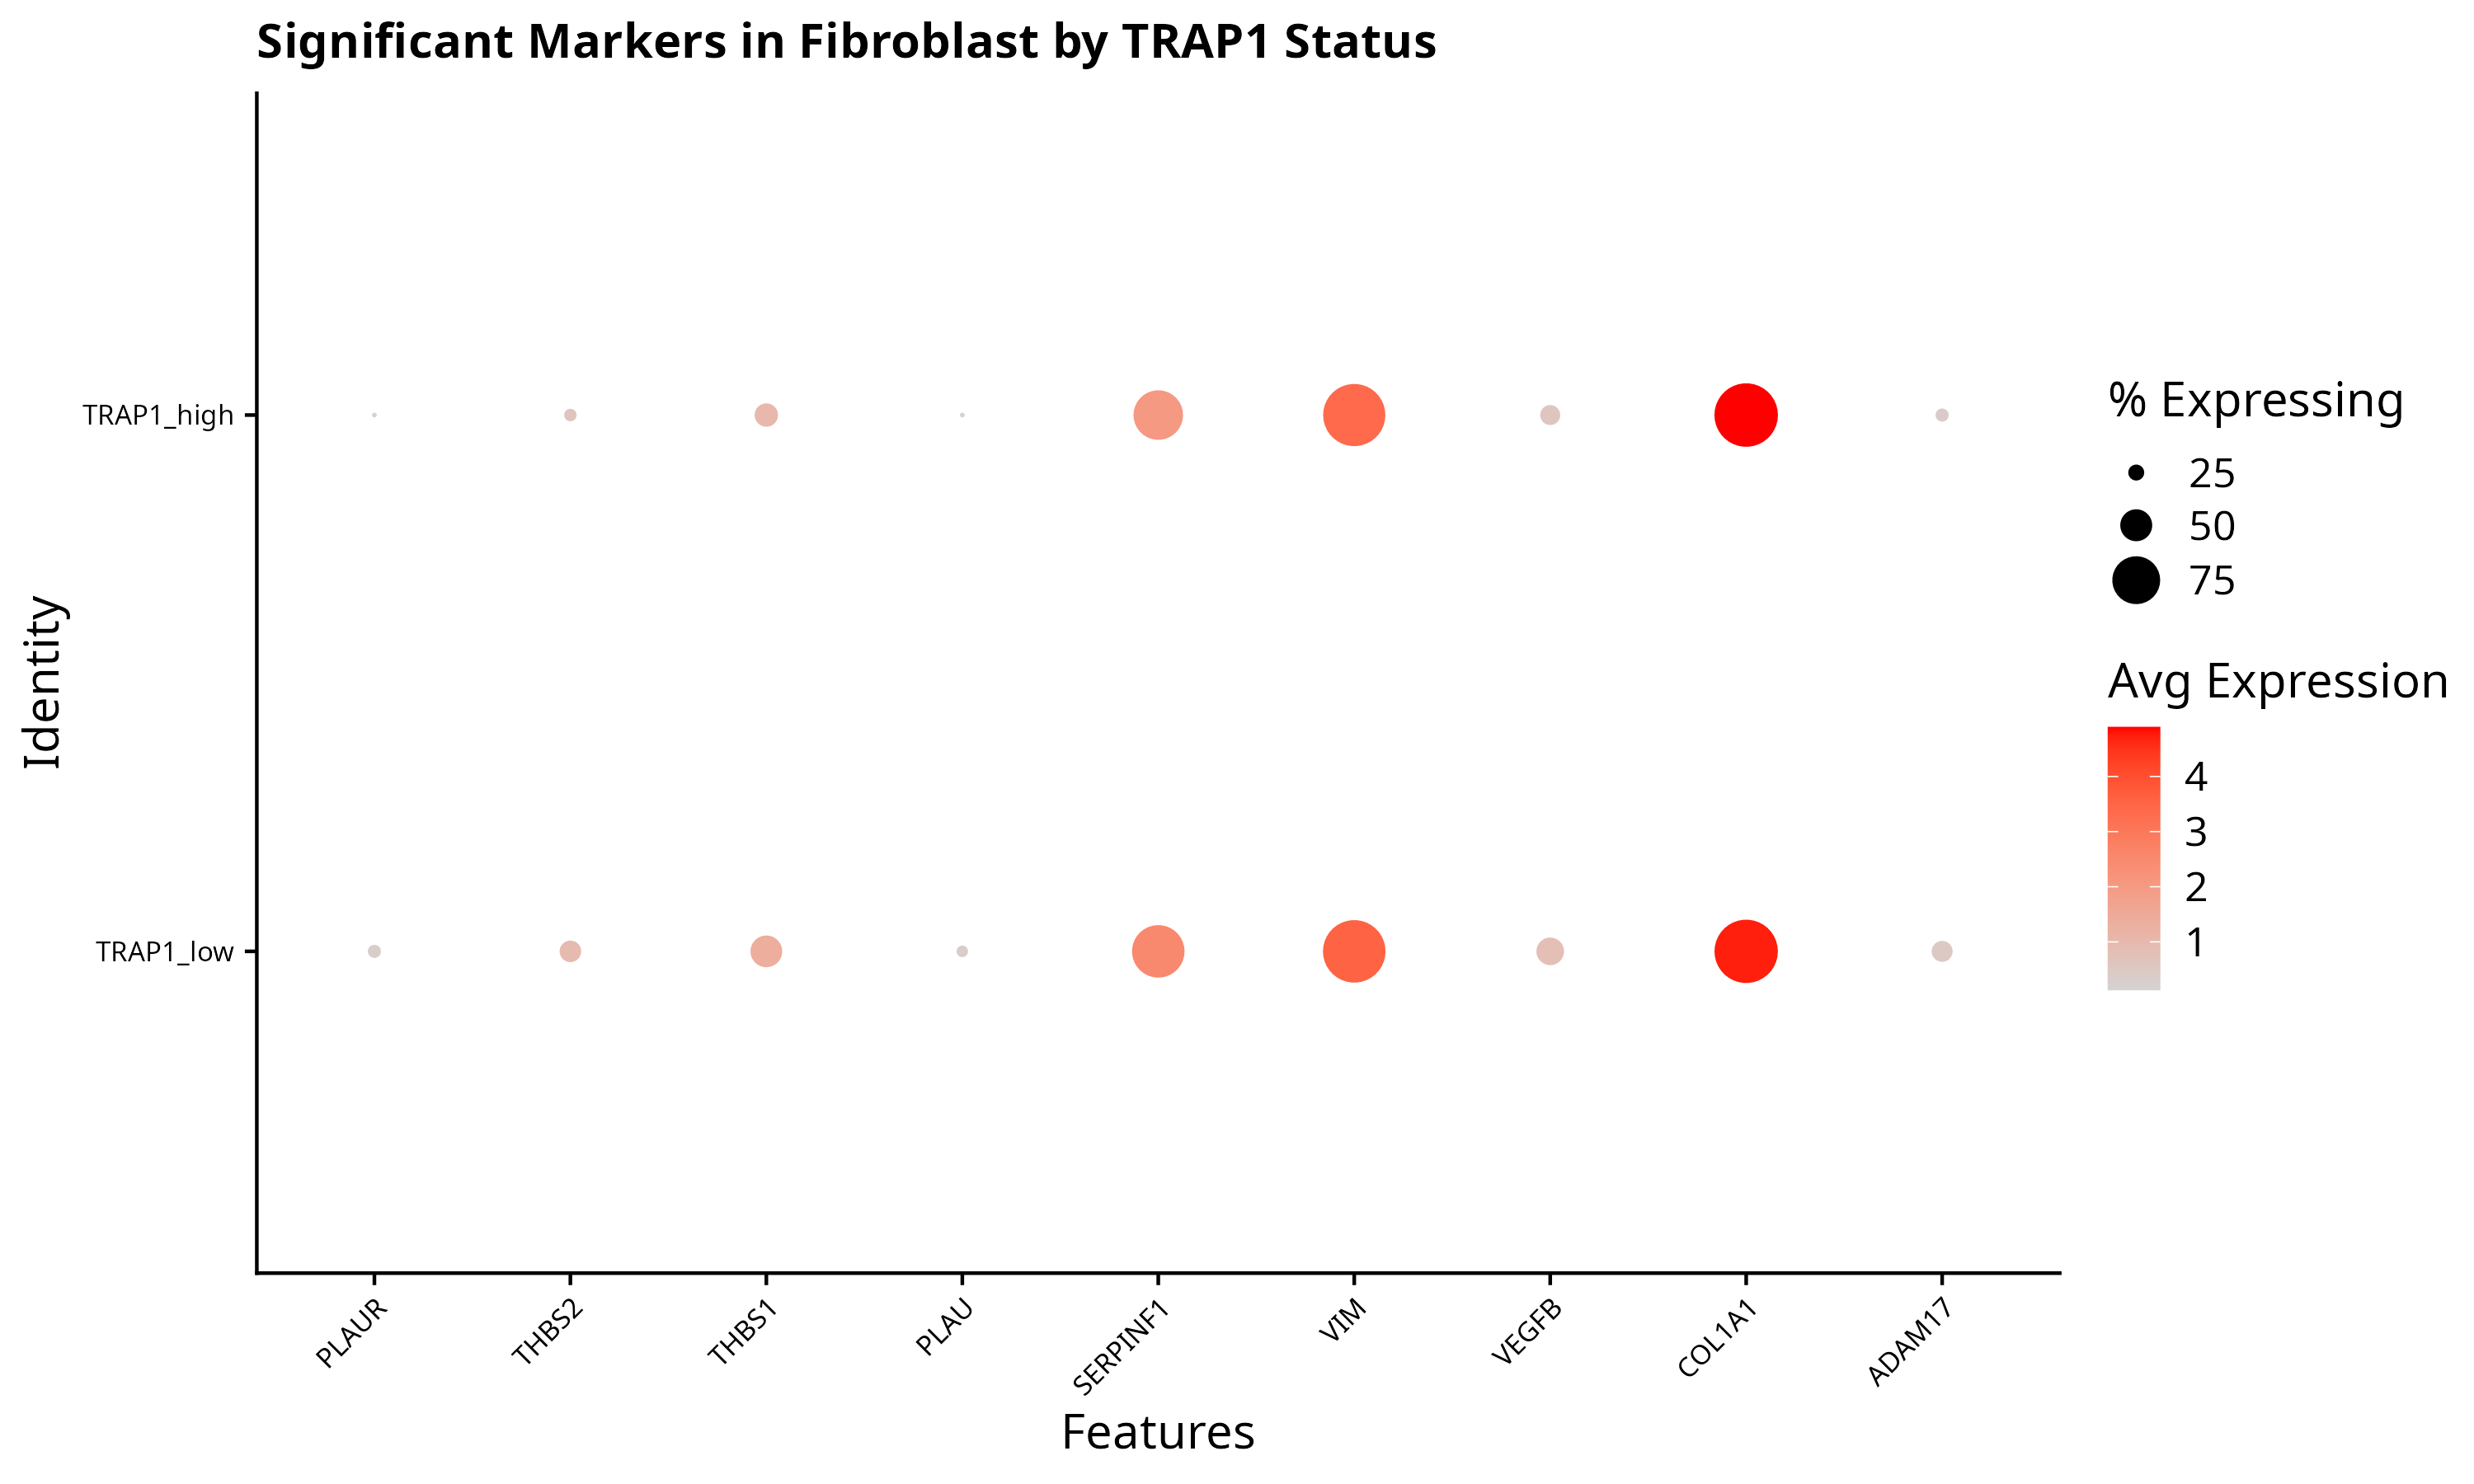 Significant Markers in Fibroblast by TRAP1 Status
Identity
TRAP1_high
TRAP1_low
PLAUR
THBS2
THBS1
PLAU
SERPINF1
VIM
VEGFB
COL1A1
ADAM17
Features
% Expressing
25
50
75
Avg Expression
4
3
2
1